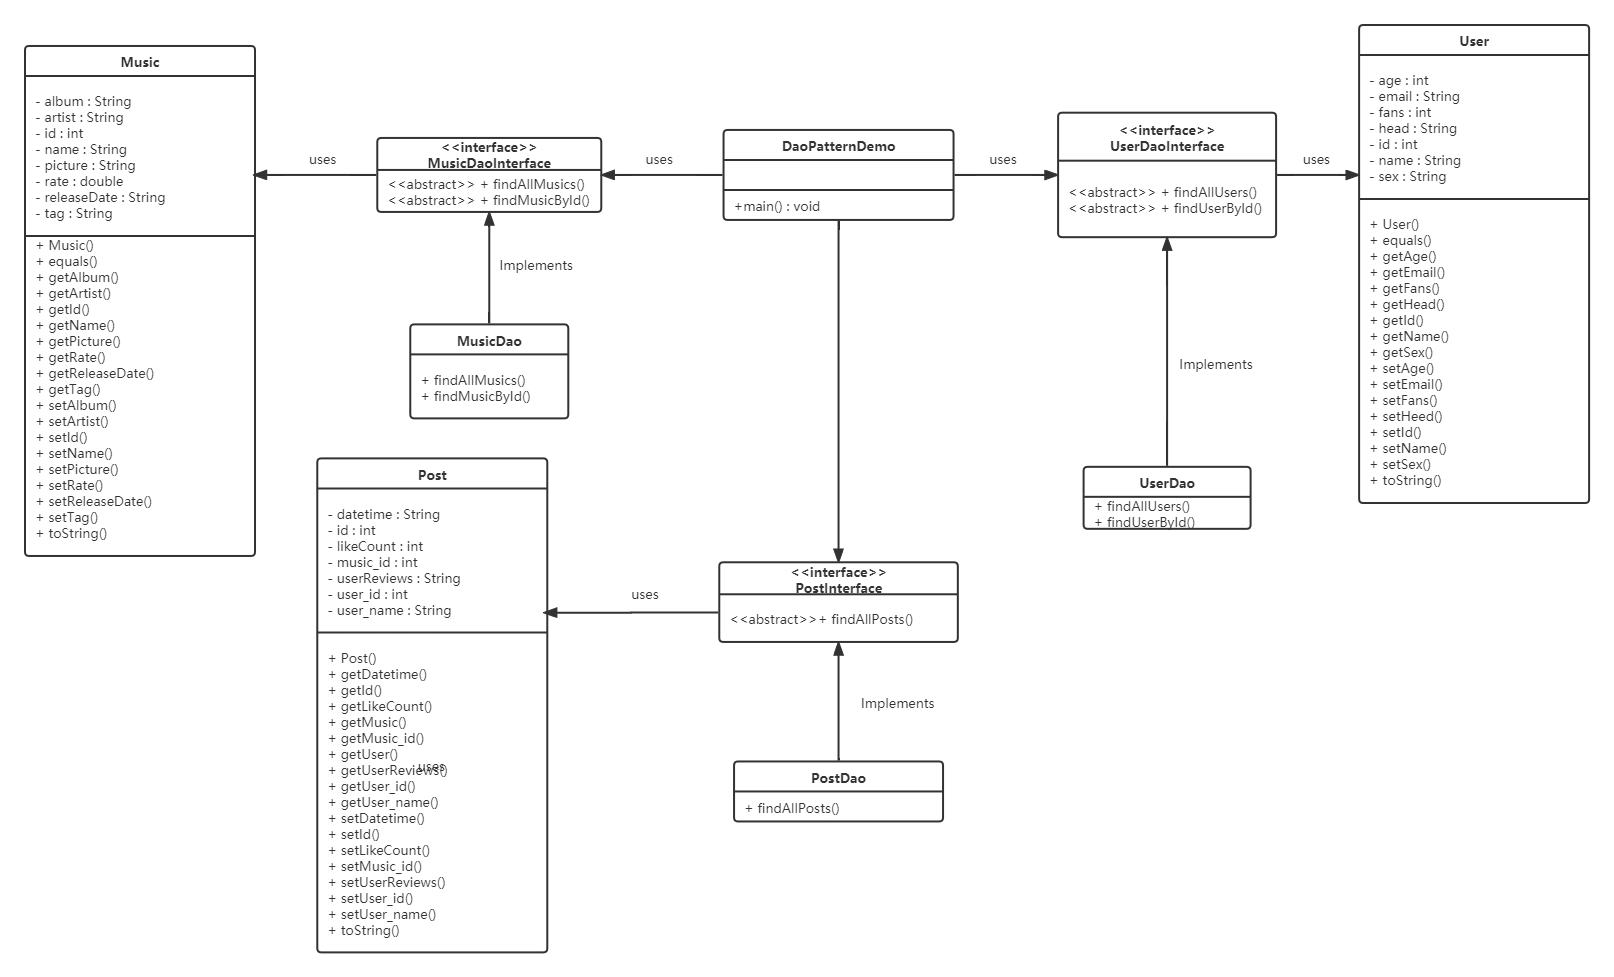 Music
- album : String
- artist : String
- id : int
- name : String
- picture : String
- rate : double
- releaseDate : String
- tag : String
+ Music()
+ equals()
+ getAlbum()
+ getArtist()
+ getId()
+ getName()
+ getPicture()
+ getRate()
+ getReleaseDate()
+ getTag()
+ setAlbum()
+ setArtist()
+ setId()
+ setName()
+ setPicture()
+ setRate()
+ setReleaseDate()
+ setTag()
+ toString()
uses
<<interface>>
MusicDaoInterface
<<abstract>> + findAllMusics()
<<abstract>> + findMusicById()
Implements
MusicDao
+ findAllMusics()
+ findMusicById()
uses
DaoPatternDemo
+main() : void
uses
<<interface>>
UserDaoInterface
<<abstract>> + findAllUsers()
<<abstract>> + findUserById()
Implements
UserDao
+ findAllUsers()
+ findUserById()
uses
User
- age : int
- email : String
- fans : int
- head : String
- id : int
- name : String
- sex : String
+ User()
+ equals()
+ getAge()
+ getEmail()
+ getFans()
+ getHead()
+ getId()
+ getName()
+ getSex()
+ setAge()
+ setEmail()
+ setFans()
+ setHeed()
+ setId()
+ setName()
+ setSex()
+ toString()
Post
- datetime : String
- id : int
- likeCount : int
- music_id : int
- userReviews : String
- user_id : int
- user_name : String
+ Post()
+ getDatetime()
+ getId()
+ getLikeCount()
+ getMusic()
+ getMusic_id()
+ getUser()
uses
+ getUserReviews()
+ getUser_id()
+ getUser_name()
+ setDatetime()
+ setId()
+ setLikeCount()
+ setMusic_id()
+ setUserReviews()
+ setUser_id()
+ setUser_name()
+ toString()
uses
<<interface>>
PostInterface
<<abstract>>+ findAllPosts()
Implements
PostDao
+ findAllPosts()